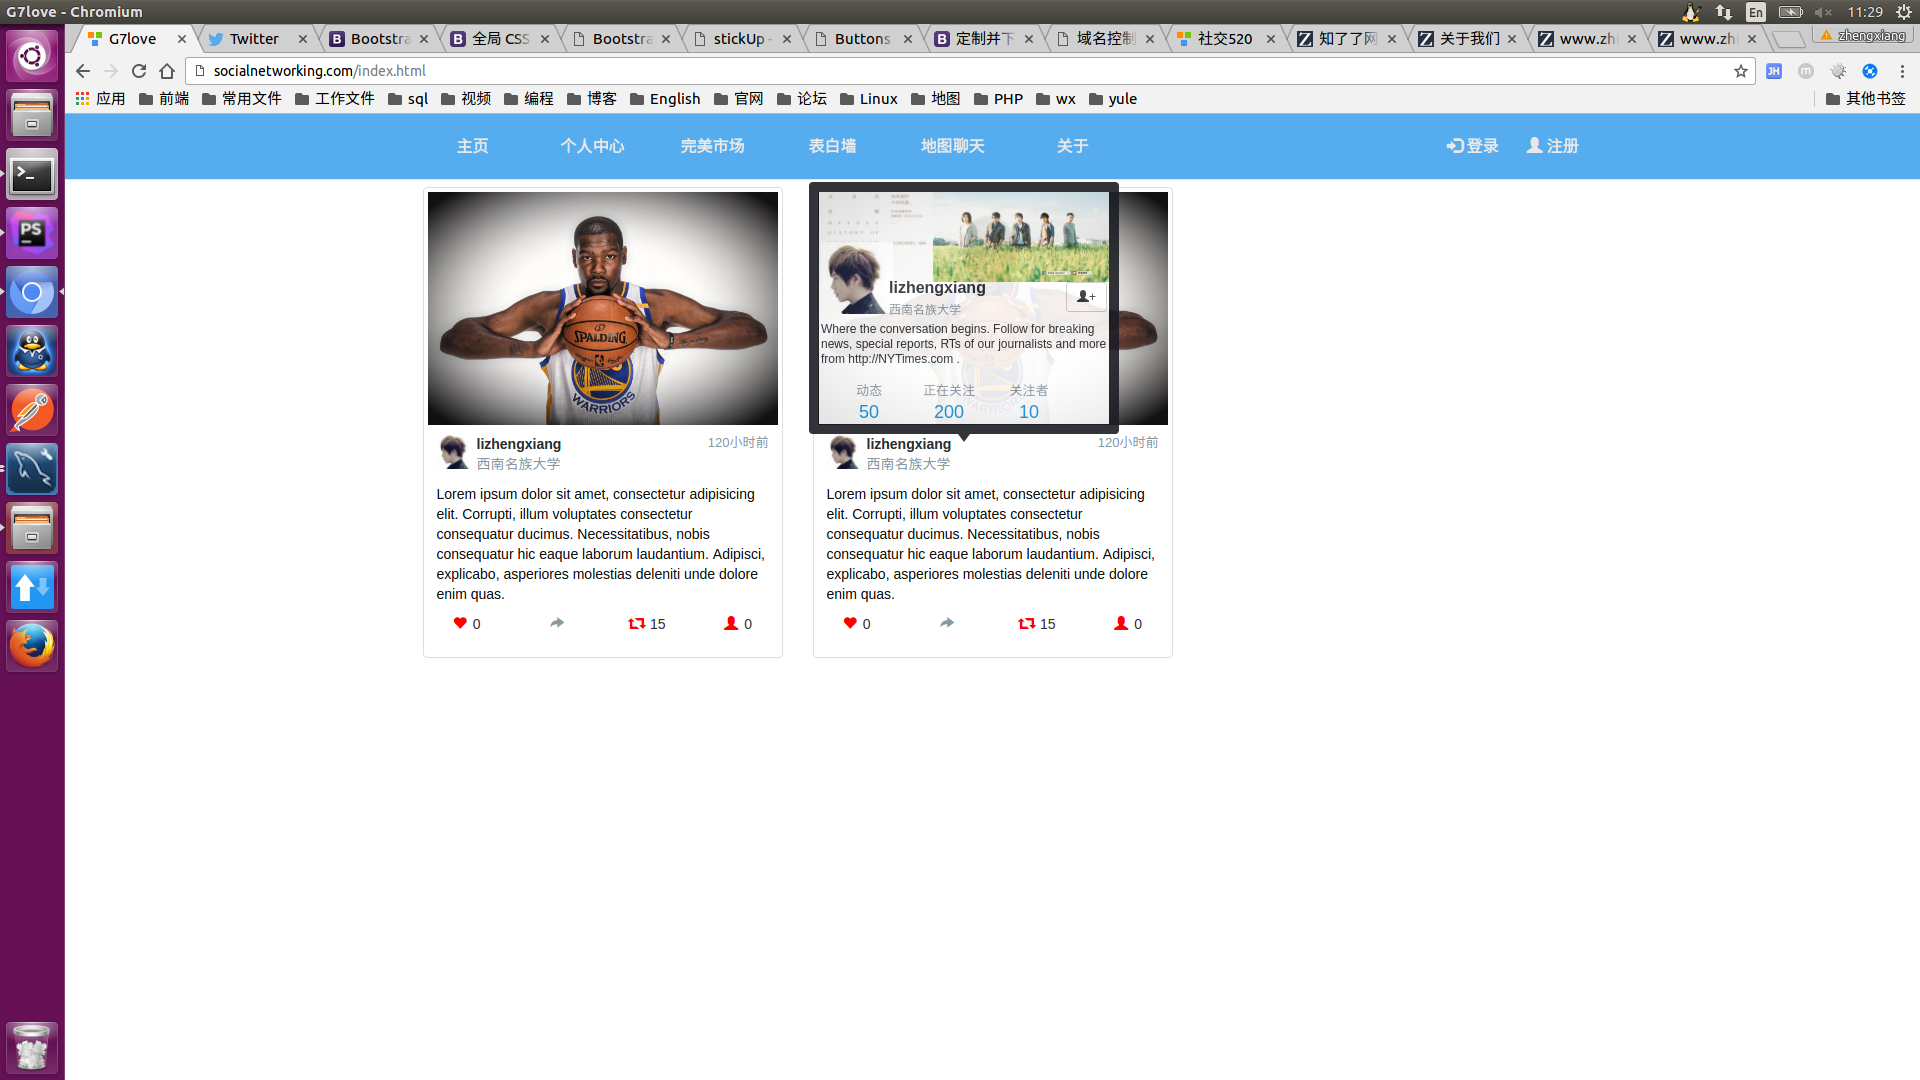 G7love - Chromium
En
11:29
G7love
Twitter
Bootstra
全局 CSS
Bootstra
stickUp -
Buttons
定制并下
域名控制
社交520
知了了网
关于我们
www.zhi
www.zhi
zhengxiang
socialnetworking.com/index.html
应用
前端
常用文件
工作文件
sql
视频
编程
博客
English
官网
论坛
Linux
地图
PHP
wx
yule
其他书签
主页
个人中心
完美市场
表白墙
地图聊天
关于
登录
注册
SPALDING
WARRIORS
lizhengxiang
120小时前
西南名族大学
Lorem ipsum dolor sit amet, consectetur adipisicing
elit. Corrupti, illum voluptates consectetur
consequatur ducimus. Necessitatibus, nobis
consequatur hic eaque laborum laudantium. Adipisci,
explicabo, asperiores molestias deleniti unde dolore
enim quas.
0
15
0
lizhengxiang
西南名族大学
Where the conversation begins. Follow for breaking
news, special reports, RTs of our journalists and more
from http://NYTimes.com .
动态
正在关注
关注者
50
200
10
lizhengxiang
120小时前
西南名族大学
Lorem ipsum dolor sit amet, consectetur adipisicing
elit. Corrupti, illum voluptates consectetur
consequatur ducimus. Necessitatibus, nobis
consequatur hic eaque laborum laudantium. Adipisci,
explicabo, asperiores molestias deleniti unde dolore
enim quas.
0
15
0